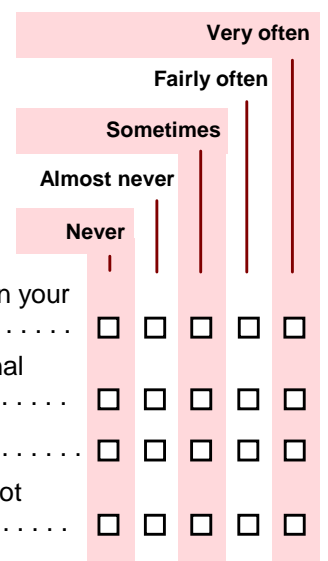 Very often
Fairly often
Sometimes
Almost never
Never
n your
. . . . . .
nal
. . . . .
. . . . . . .
ot
. . . . .